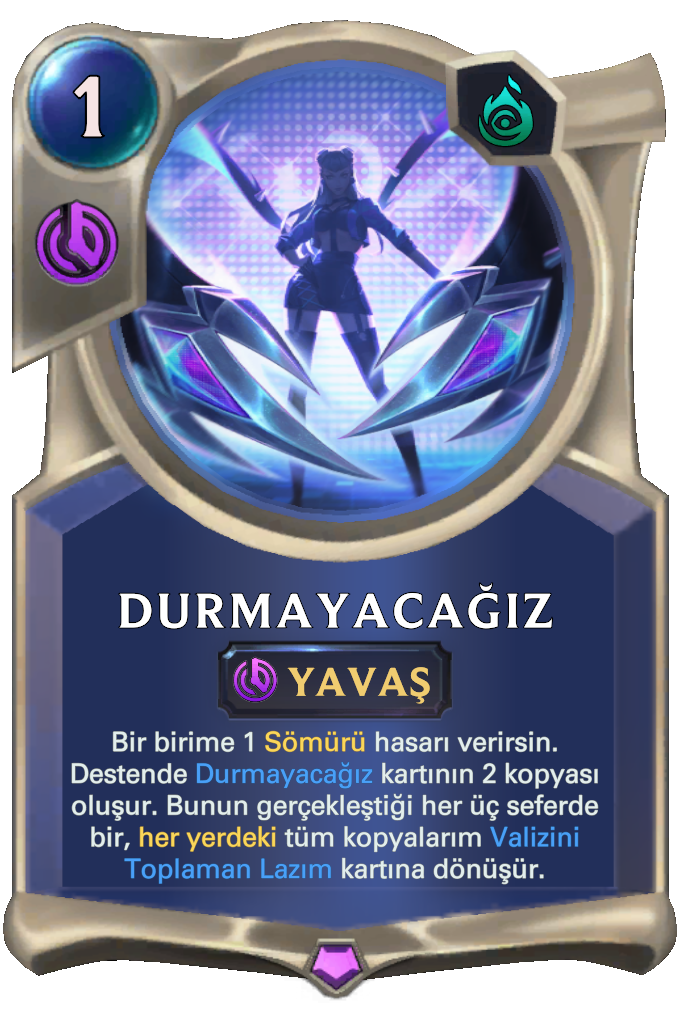 1
DURMAYACAĞIZ
YAVAŞ
Bir birime 1 Sömürü hasarı verirsin.
Destende Durmayacağız kartının 2 kopyası
oluşur. Bunun gerçekleştiği her üç seferde
bir, her yerdeki tüm kopyalarım Valizini
Toplaman Lazım kartına dönüşür.